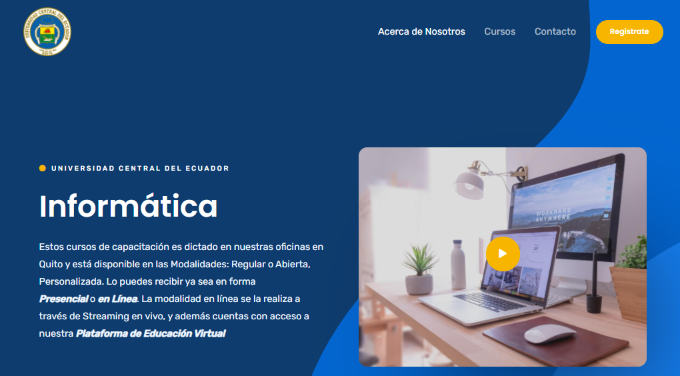 Acerca de Nosotros
Cursos
Contacto
Registrate
UNIVERSIDAD CENTRAL DEL ECUADOR
Informática
Estos cursos de capacitación es dictado en nuestras oficinas en
Quito y está disponible en las Modalidades: Regular o Abierta,
Personalizada. Lo puedes recibir ya sea en forma
Presencial o en Línea. La modalidad en línea se la realiza a
través de Streaming en vivo, y además cuentas con acceso a
nuestra Plataforma de Educación Virtual
ANYWHERE